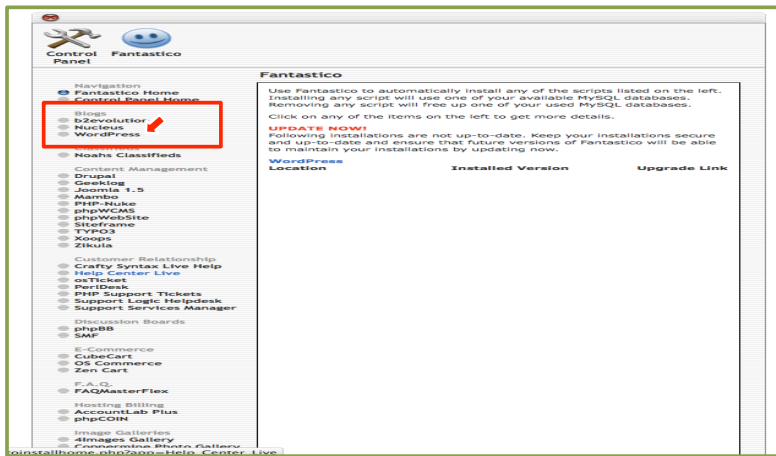 Control Panel
Fantastico
Fantastico
Navigation
Fantastico Home
Control Panel Home
Blogs
b2evolution
Nucleus
WordPress
Classifieds
Noahs Classifieds
Content Management
Drupal
Geeklog
Joomla 1.5
Mambo
PHP-Nuke
phpWCMS
phpWebSite
Siteframe
TYPO3
Xoops
Zikula
Customer Relationship
Crafty Syntax Live Help
Help Center Live
osTicket
PerlDesk
PHP Support Tickets
Support Logic Helpdesk
Support Services Manager
Discussion Boards
phpBB
SMF
E-Commerce
CubeCart
OS Commerce
Zen Cart
F.A.Q.
FAQMasterFlex
Hosting Billing
AccountLab Plus
phpCOIN
Image Galleries
4images Gallery
Coppermine Photo Gallery
oinstallhome.php?app=Help_Center_Live
Use Fantastico to automatically install any of the scripts listed on the left.
Installing any script will use one of your available MySQL databases.
Removing any script will free up one of your used MySQL databases.
Click on any of the items on the left to get more details.
UPDATE NOW!
Following installations are not up-to-date. Keep your installations secure
and up-to-date and ensure that future versions of Fantastico will be able
to maintain your installations by updating now.
WordPress
Location Installed Version Upgrade Link